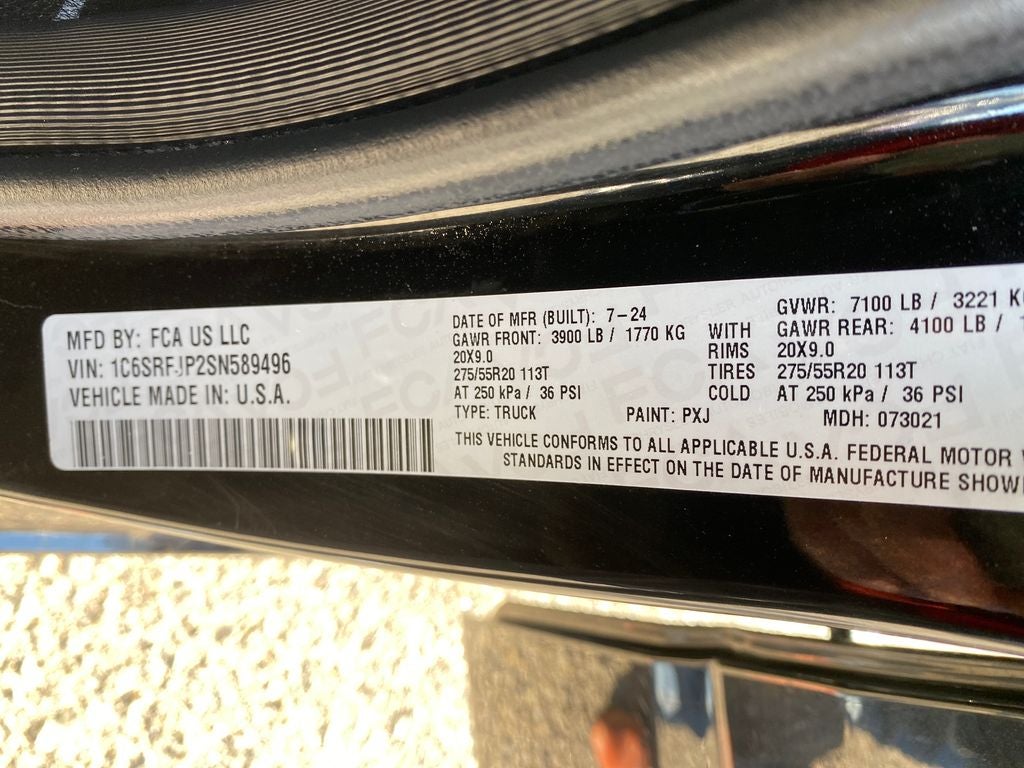 MFD BY: FCA US LLC
VIN: 1C6SRFJP2SN589496
VEHICLE MADE IN: U.S.A.
DATE OF MFR (BUILT): 7-24 GVWR: 7100 LB / 3221 KG
GAWR FRONT: 3900 LB / 1770 KG WITH GAWR REAR: 4100 LB /
20X9.0 RIMS 20X9.0
275/55R20 113T TIRES 275/55R20 113T
AT 250 kPa / 36 PSI COLD AT 250 kPa / 36 PSI
TYPE: TRUCK PAINT: PXJ MDH: 073021
THIS VEHICLE CONFORMS TO ALL APPLICABLE U.S.A. FEDERAL MOTOR
STANDARDS IN EFFECT ON THE DATE OF MANUFACTURE